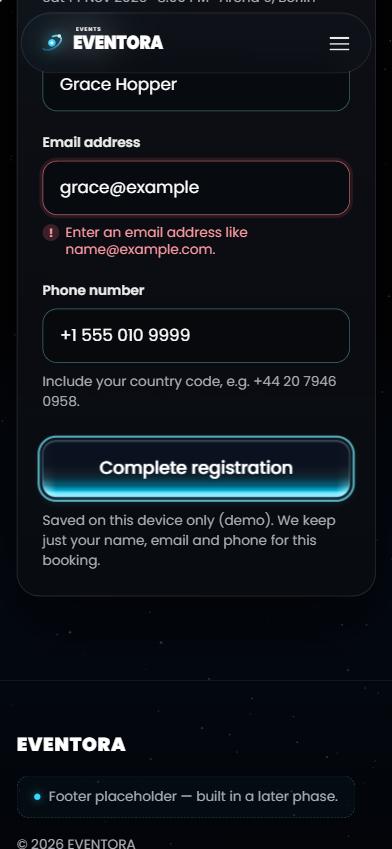 EVENTS
EVENTORA
Grace Hopper
Email address
grace@example
! Enter an email address like
name@example.com.
Phone number
+1 555 010 9999
Include your country code, e.g. +44 20 7946
0958.
Complete registration
Saved on this device only (demo). We keep
just your name, email and phone for this
booking.
EVENTORA
Footer placeholder — built in a later phase.
© 2026 EVENTORA